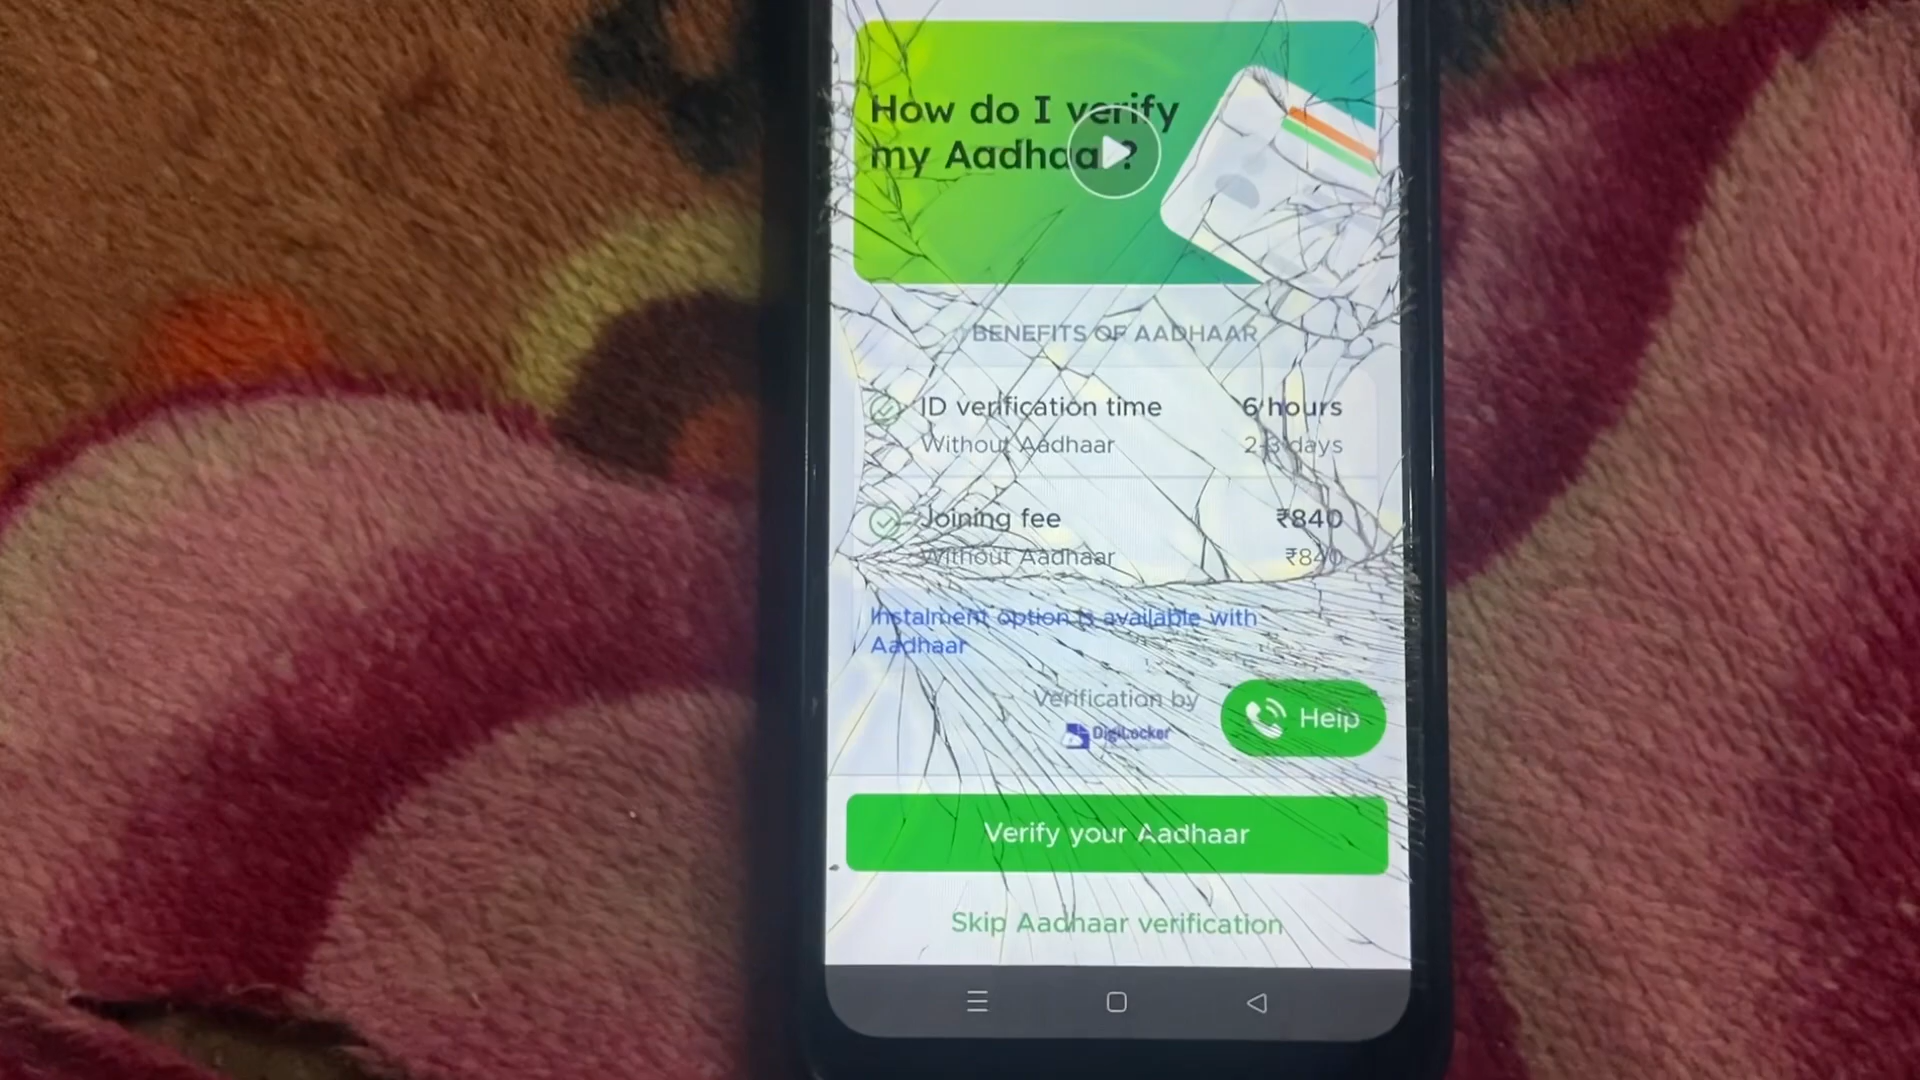 How do I verify
my Aadhaar?
BENEFITS OF AADHAAR
ID verification time 6 hours
Without Aadhaar 2-3 days
Joining fee ₹840
Without Aadhaar ₹840
Instalment option is available with
Aadhaar
Verification by
DigiLocker
Help
Verify your Aadhaar
Skip Aadhaar verification